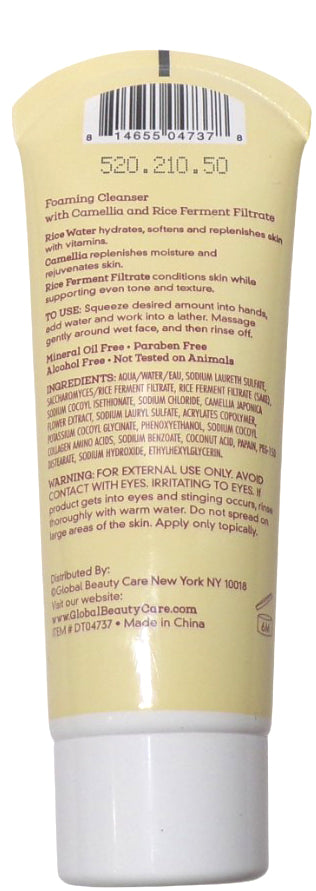 8 14655 04737 8
520.210.50
Foaming Cleanser
with Camellia and Rice Ferment Filtrate
Rice Water hydrates, softens and replenishes skin
with vitamins.
Camellia replenishes moisture and
rejuvenates skin.
Rice Ferment Filtrate conditions skin while
supporting even tone and texture.
TO USE: Squeeze desired amount into hands,
add water and work into a lather. Massage
gently around wet face, and then rinse off.
Mineral Oil Free • Paraben Free
Alcohol Free • Not Tested on Animals
INGREDIENTS: AQUA/WATER/EAU, SODIUM LAURETH SULFATE,
SACCHAROMYCES/RICE FERMENT FILTRATE, RICE FERMENT FILTRATE (SAKE),
SODIUM COCOYL ISETHIONATE, SODIUM CHLORIDE, CAMELLIA JAPONICA
FLOWER EXTRACT, SODIUM LAURYL SULFATE, ACRYLATES COPOLYMER,
POTASSIUM COCOYL GLYCINATE, PHENOXYETHANOL, SODIUM COCOYL
COLLAGEN AMINO ACIDS, SODIUM BENZOATE, COCONUT ACID, PAPAIN, PEG-150
DISTEARATE, SODIUM HYDROXIDE, ETHYLHEXYLGLYCERIN.
WARNING: FOR EXTERNAL USE ONLY. AVOID
CONTACT WITH EYES. IRRITATING TO EYES. If
product gets into eyes and stinging occurs, rinse
thoroughly with warm water. Do not spread on
large areas of the skin. Apply only topically.
Distributed By:
©Global Beauty Care New York NY 10018
Visit our website:
www.GlobalBeautyCare.com
ITEM # DT04737 • Made in China
6M